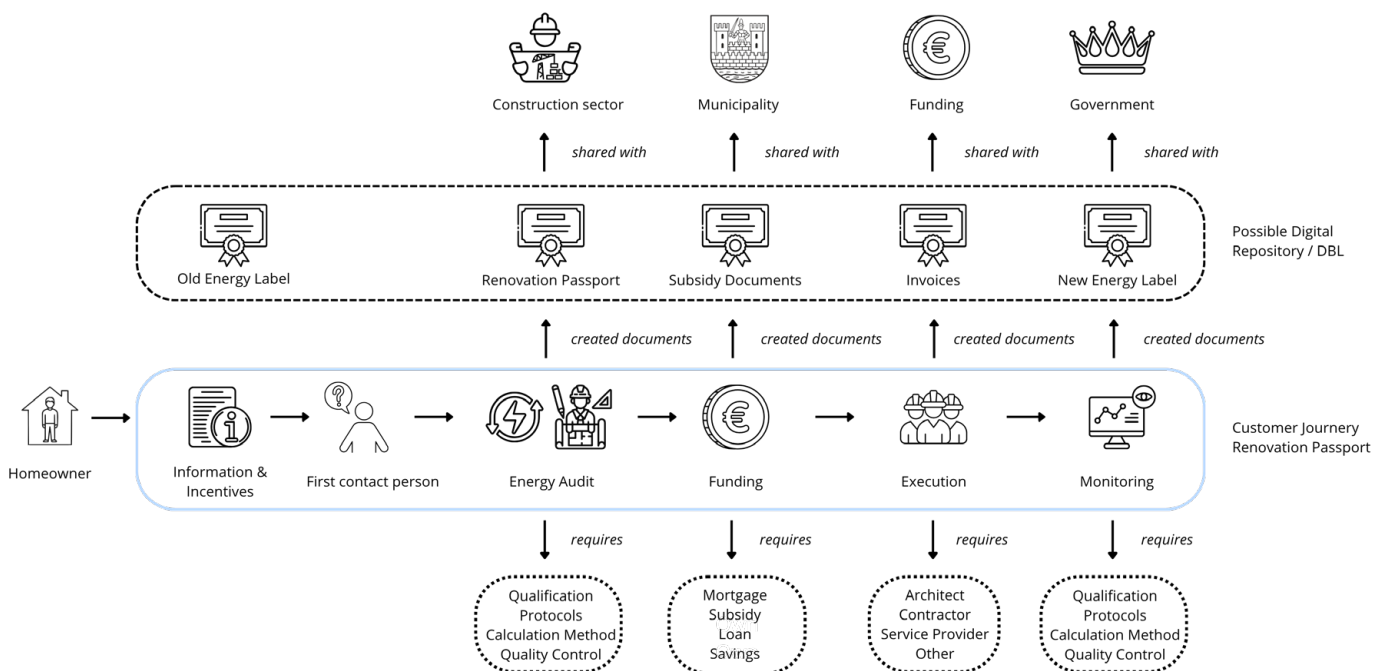 Construction sector
Municipality
Funding
Government
shared with
shared with
shared with
shared with
Old Energy Label
Renovation Passport
Subsidy Documents
Invoices
New Energy Label
Possible Digital
Repository / DBL
created documents
created documents
created documents
created documents
Homeowner
Information &
Incentives
First contact person
Energy Audit
Funding
Execution
Monitoring
Customer Journery
Renovation Passport
requires
requires
requires
requires
Qualification
Protocols
Calculation Method
Quality Control
Mortgage
Subsidy
Loan
Savings
Architect
Contractor
Service Provider
Other
Qualification
Protocols
Calculation Method
Quality Control